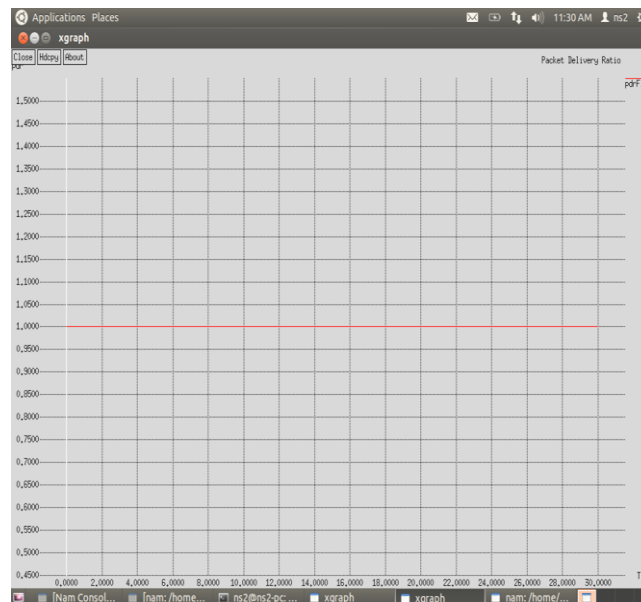 Applications Places 11:30 AM ns2
xgraph
Close Hdcpy About
pdr
Packet Delivery Ratio
pdrF
1.5000
1.4500
1.4000
1.3500
1.3000
1.2500
1.2000
1.1500
1.1000
1.0500
1.0000
0.9500
0.9000
0.8500
0.8000
0.7500
0.7000
0.6500
0.6000
0.5500
0.5000
0.4500
T
0.0000 2.0000 4.0000 6.0000 8.0000 10.0000 12.0000 14.0000 16.0000 18.0000 20.0000 22.0000 24.0000 26.0000 28.0000 30.0000
[Nam Consol... [nam: /home... ns2@ns2-pc: ... xgraph xgraph nam: /home/...